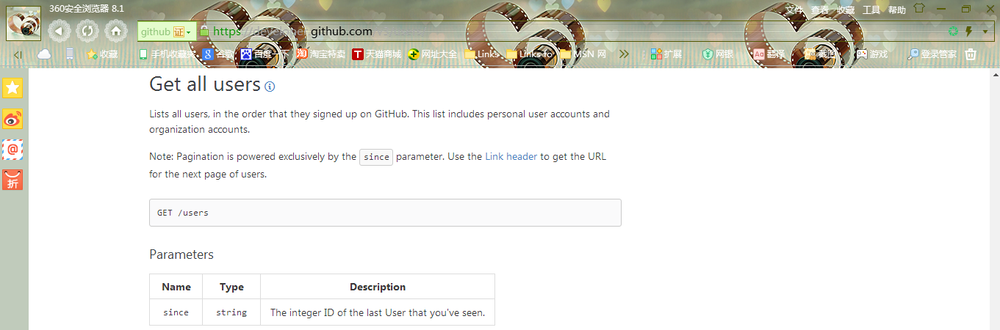 360安全浏览器 8.1
文件 查看 收藏 工具 帮助
github 证 https://developer.github.com
收藏 手机收藏夹 谷歌 百度一下 淘宝特卖 天猫商城 网址大全 Links Links fo MSN 网 扩展 网银 翻译 截图 游戏 登录管家
Get all users
Lists all users, in the order that they signed up on GitHub. This list includes personal user accounts and
organization accounts.
Note: Pagination is powered exclusively by the since parameter. Use the Link header to get the URL
for the next page of users.
GET /users
Parameters
Name Type Description
since string The integer ID of the last User that you've seen.
折